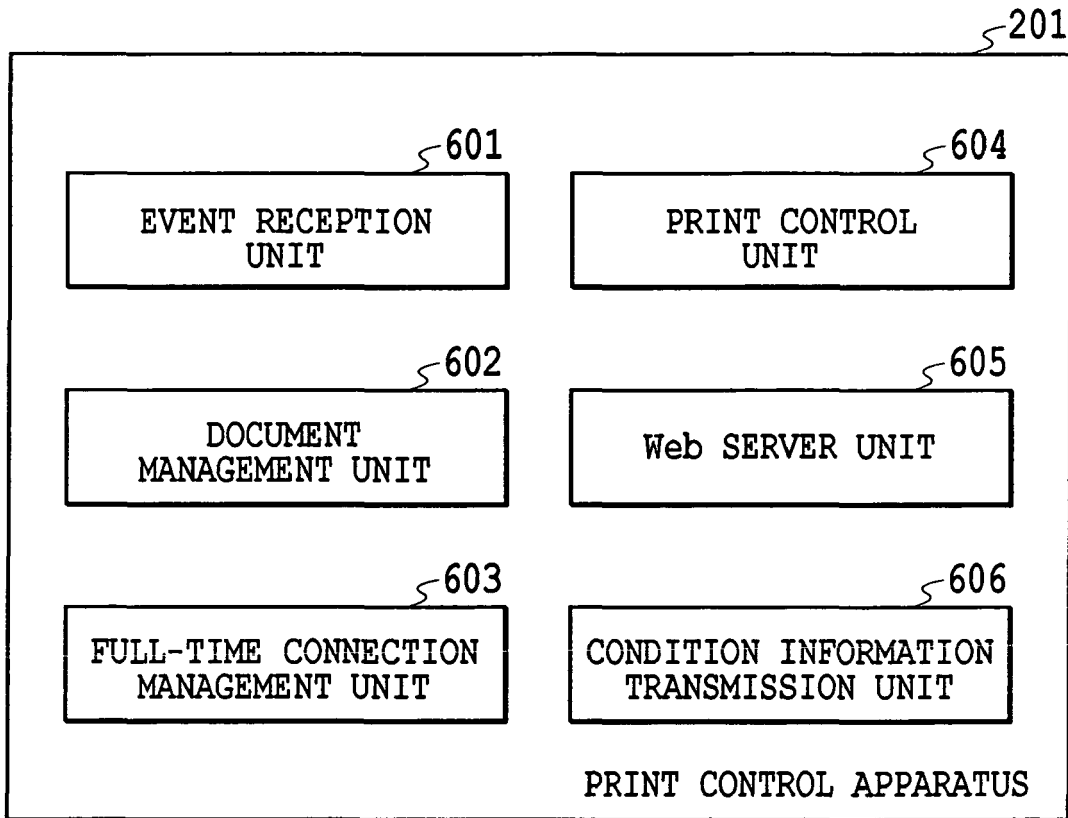 201
601
EVENT RECEPTION
UNIT
604
PRINT CONTROL
UNIT
602
DOCUMENT
MANAGEMENT UNIT
605
Web SERVER UNIT
603
FULL-TIME CONNECTION
MANAGEMENT UNIT
606
CONDITION INFORMATION
TRANSMISSION UNIT
PRINT CONTROL APPARATUS